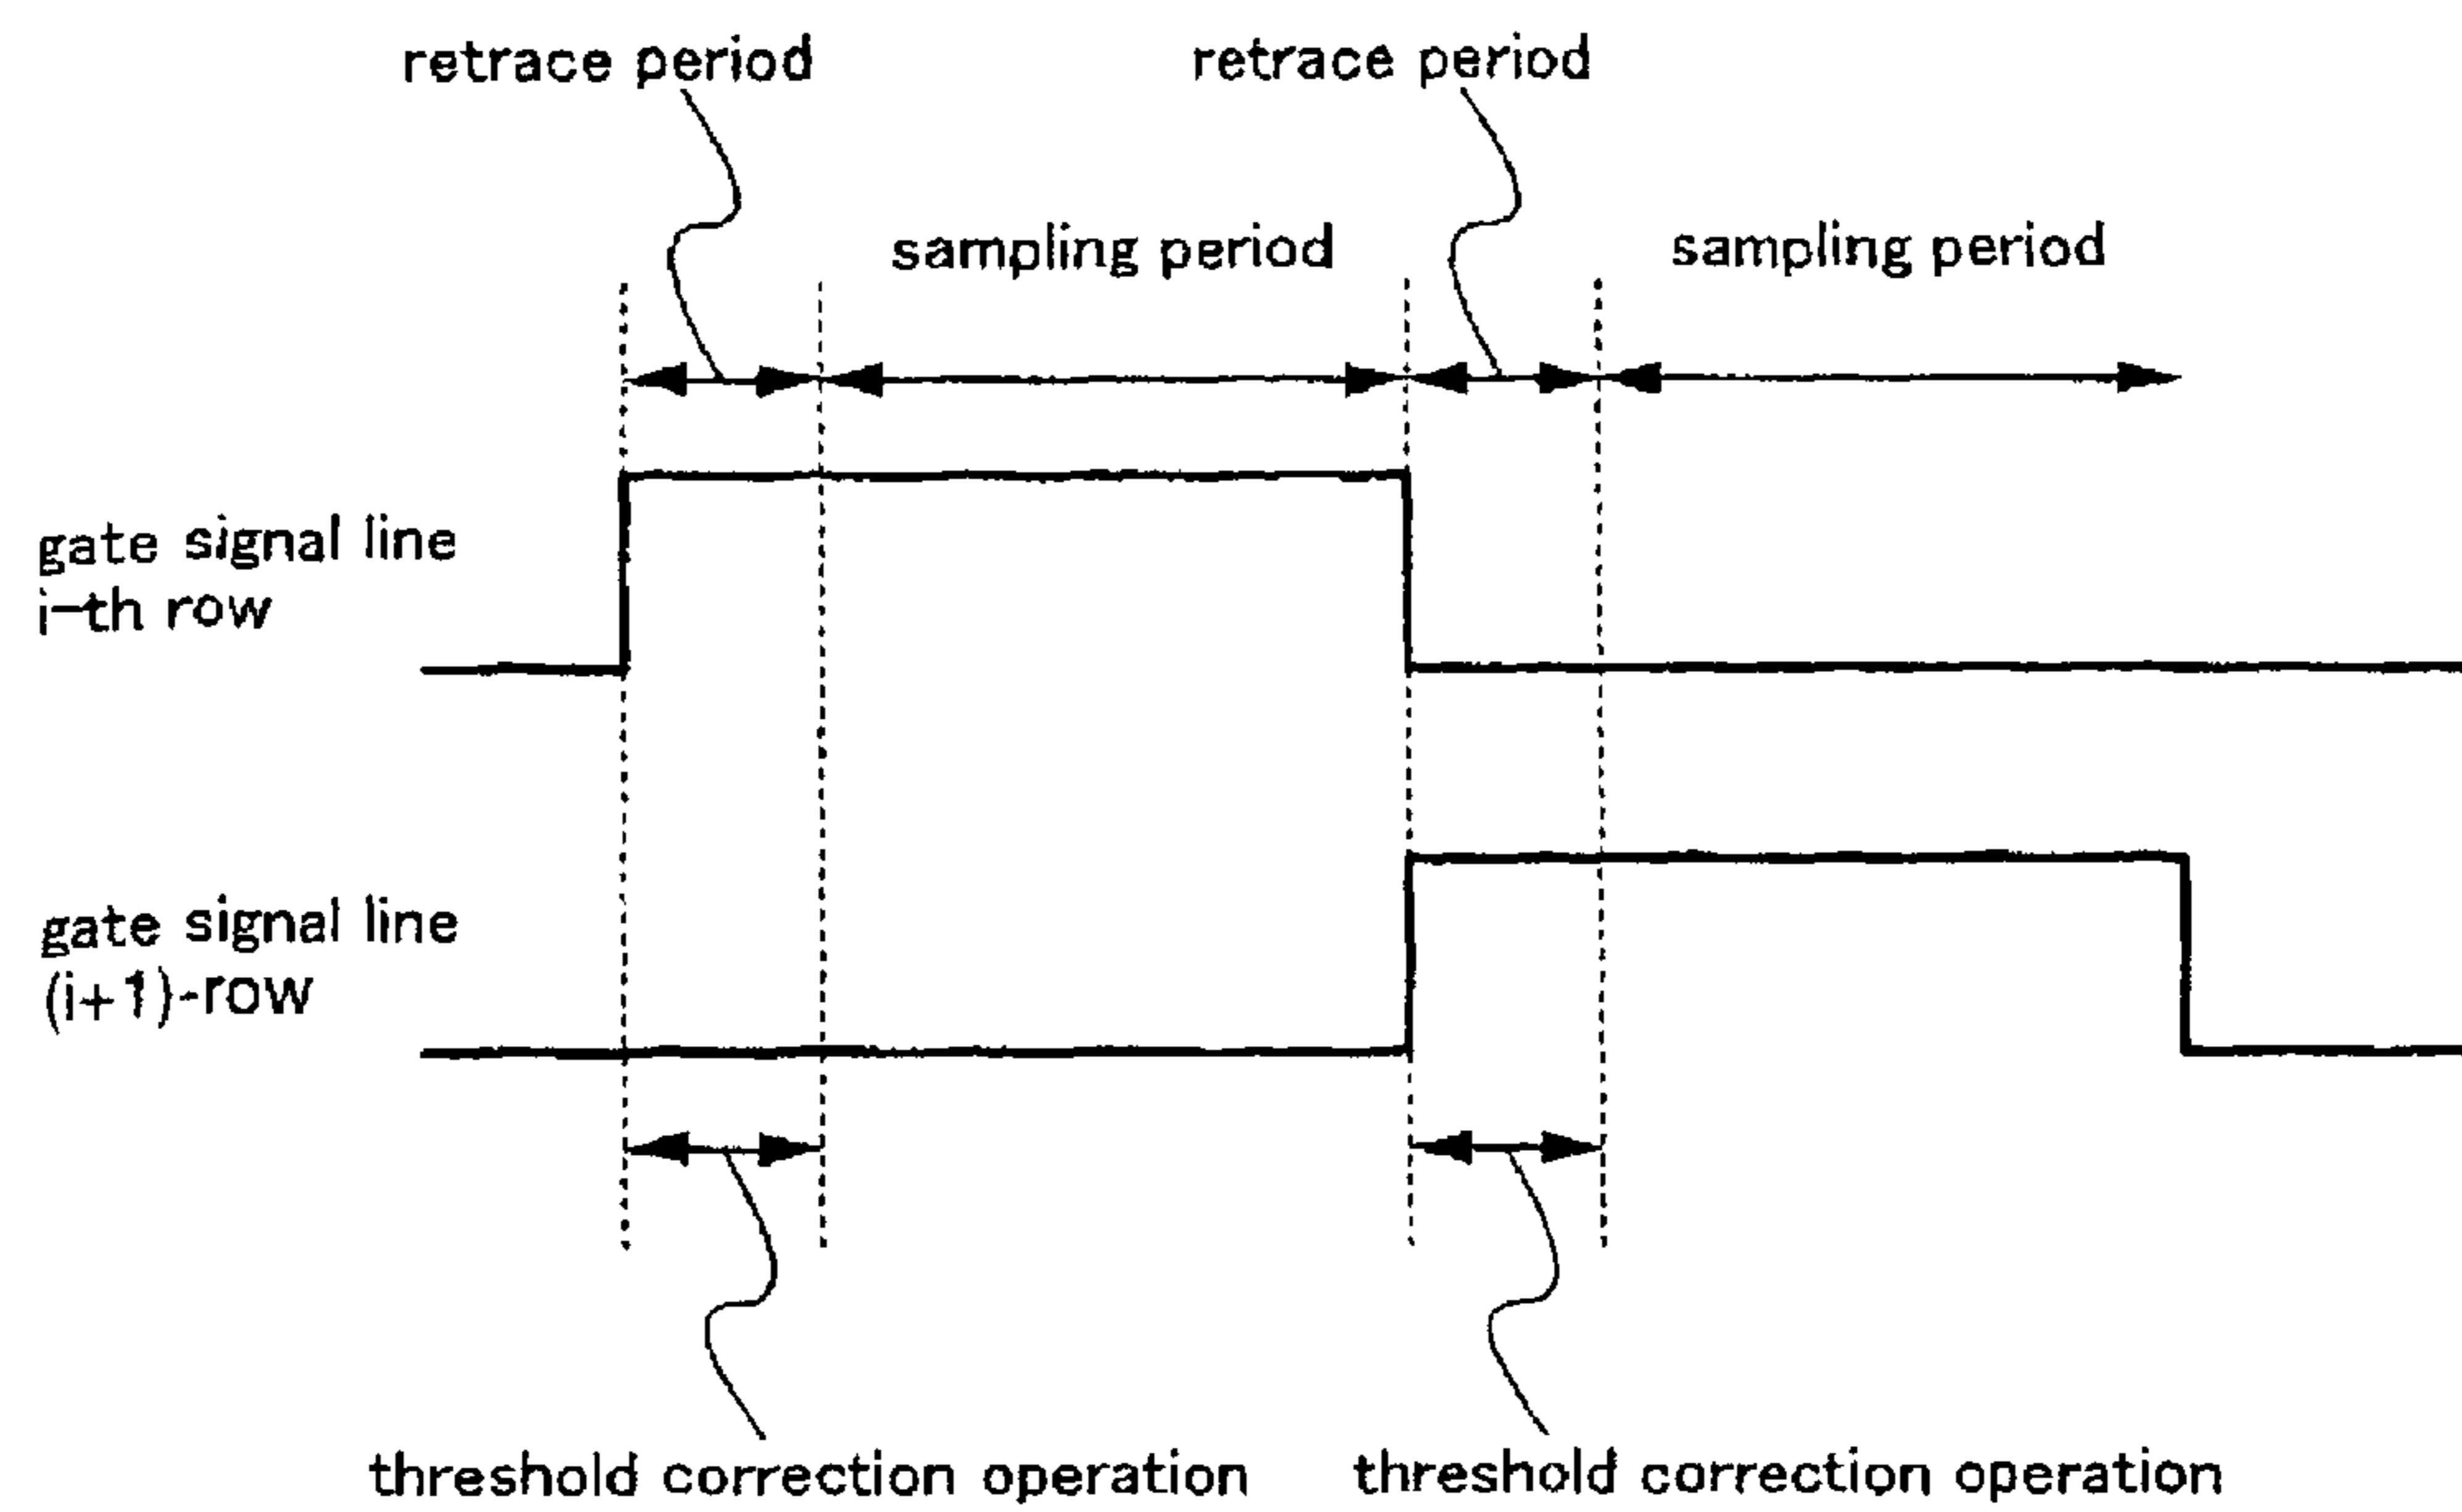 retrace period
retrace period
sampling period
sampling period
gate signal line
i-th row
gate signal line
(i+1)-row
threshold correction operation
threshold correction operation